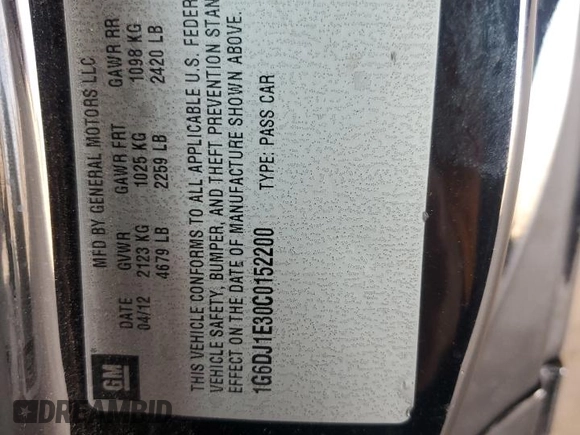 GM
MFD BY GENERAL MOTORS LLC
DATE GVWR GAWR FRT GAWR RR
04/12 2123 KG 1025 KG 1098 KG
4679 LB 2259 LB 2420 LB
THIS VEHICLE CONFORMS TO ALL APPLICABLE U.S. FEDER
VEHICLE SAFETY, BUMPER, AND THEFT PREVENTION STAN
EFFECT ON THE DATE OF MANUFACTURE SHOWN ABOVE.
1G6DJ1E30C0152200 TYPE: PASS CAR
DREAMBID